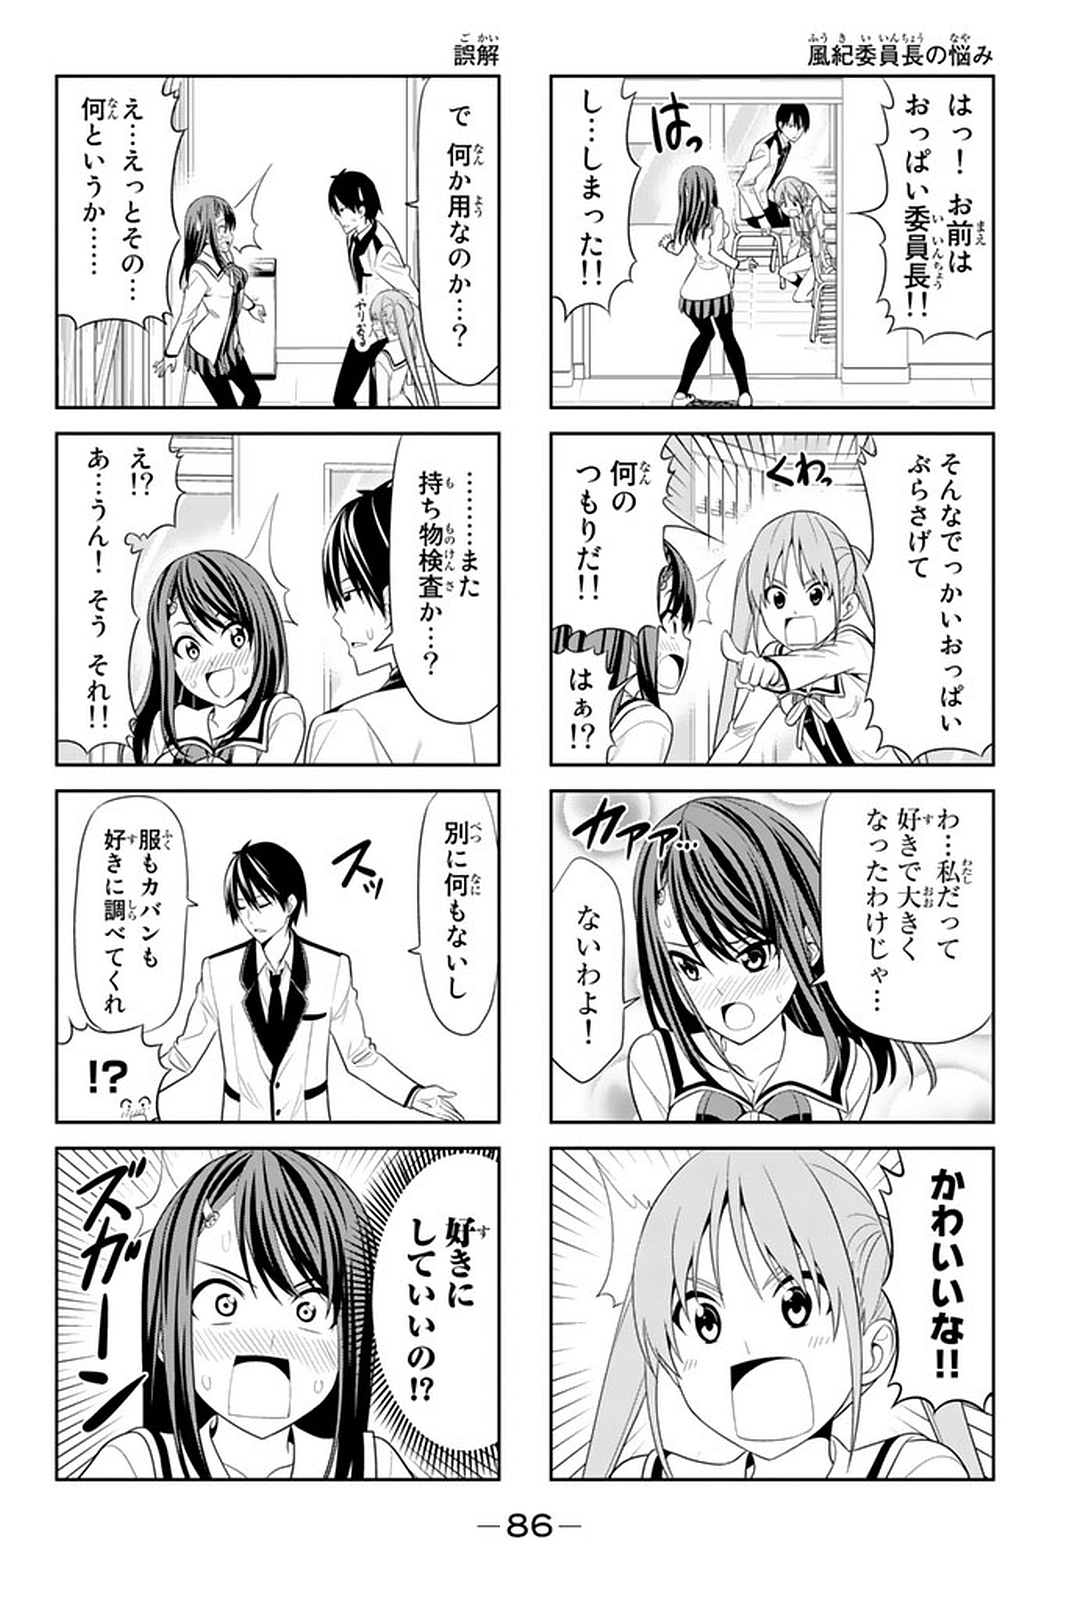 風紀委員長の悩み
はっ！お前は
おっぱい委員長!!
はっ
し…しまった!!
そんなでっかいおっぱい
ぶらさげて
くわっ
何の
つもりだ!!
はぁ!?
わ…私だって
好きで大きく
なったわけじゃ…
カァァァ…
ないわよ！
かわいいな!!
誤解
で 何か用なのか…？
やりおる
え…えっとその…
何というか……
………また
持ち物検査か…？
え!?
あ…うん！そう それ!!
別に何もないし
スッ
服もカバンも
好きに調べてくれ
!?
好きに
していいの!?
ズガーン
—86—